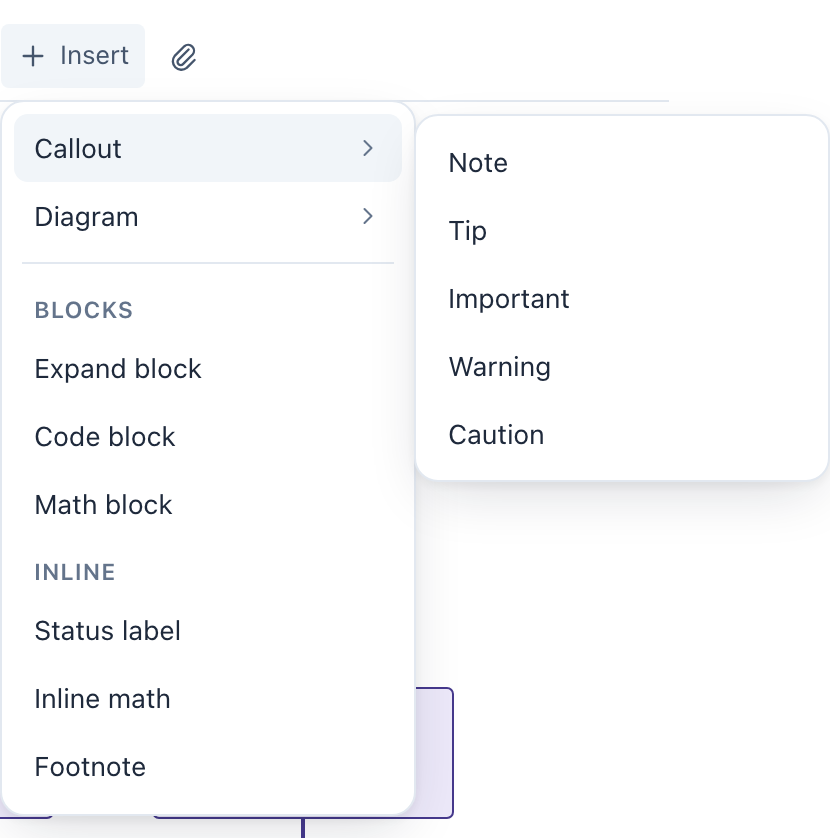 Insert
Callout
Diagram
BLOCKS
Expand block
Code block
Math block
INLINE
Status label
Inline math
Footnote
Note
Tip
Important
Warning
Caution